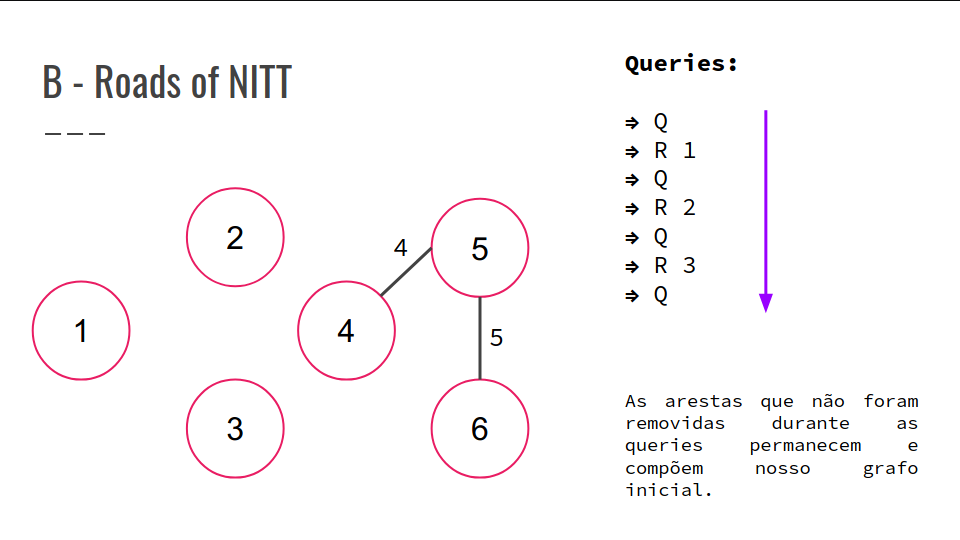 B - Roads of NITT
Queries:
⇒ Q
⇒ R 1
⇒ Q
⇒ R 2
⇒ Q
⇒ R 3
⇒ Q
2
5
4
1
4
5
3
6
As arestas que não foram
removidas durante as
queries permanecem e
compõem nosso grafo
inicial.